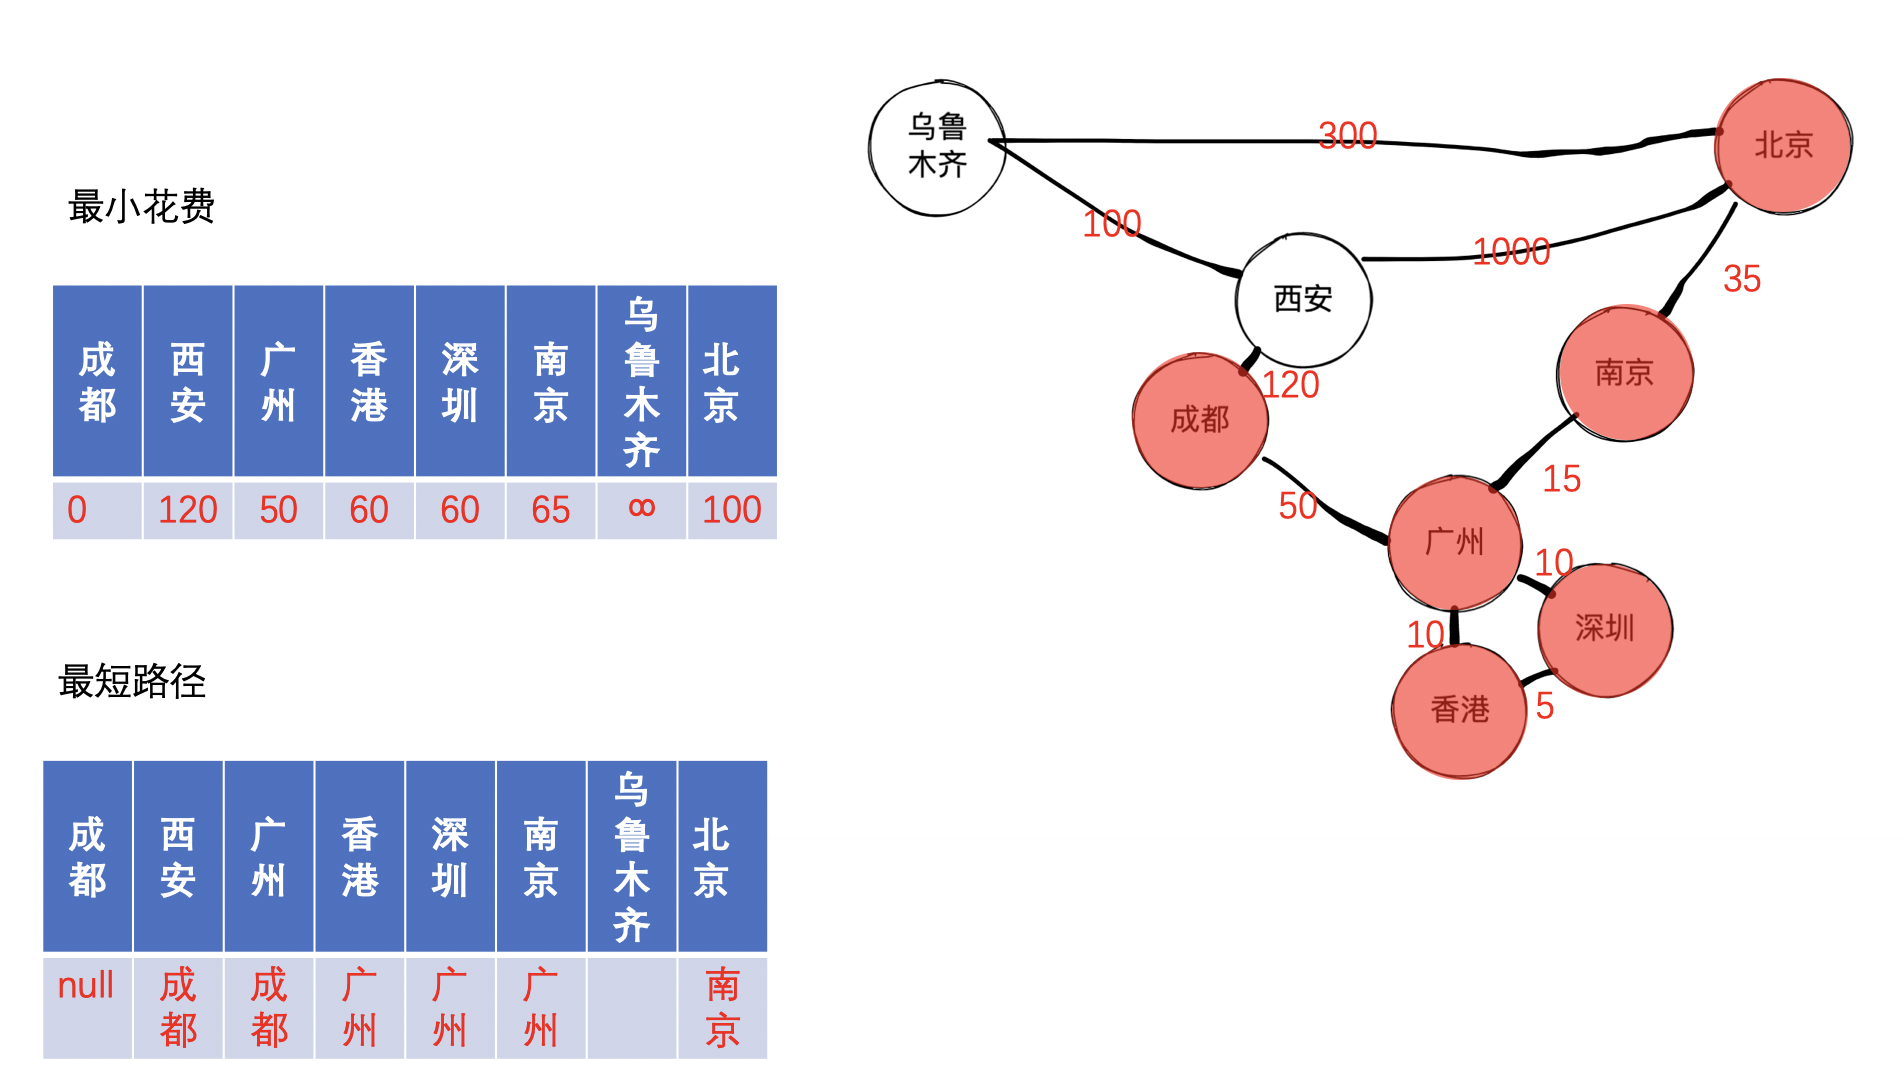 最小花费
成都 西安 广州 香港 深圳 南京 乌鲁木齐 北京
0 120 50 60 60 65 ∞ 100
最短路径
成都 西安 广州 香港 深圳 南京 乌鲁木齐 北京
null 成都 成都 广州 广州 广州 南京
乌鲁
木齐
300
北京
100
1000
西安
35
120
南京
成都
15
50
广州
10
深圳
10
香港
5